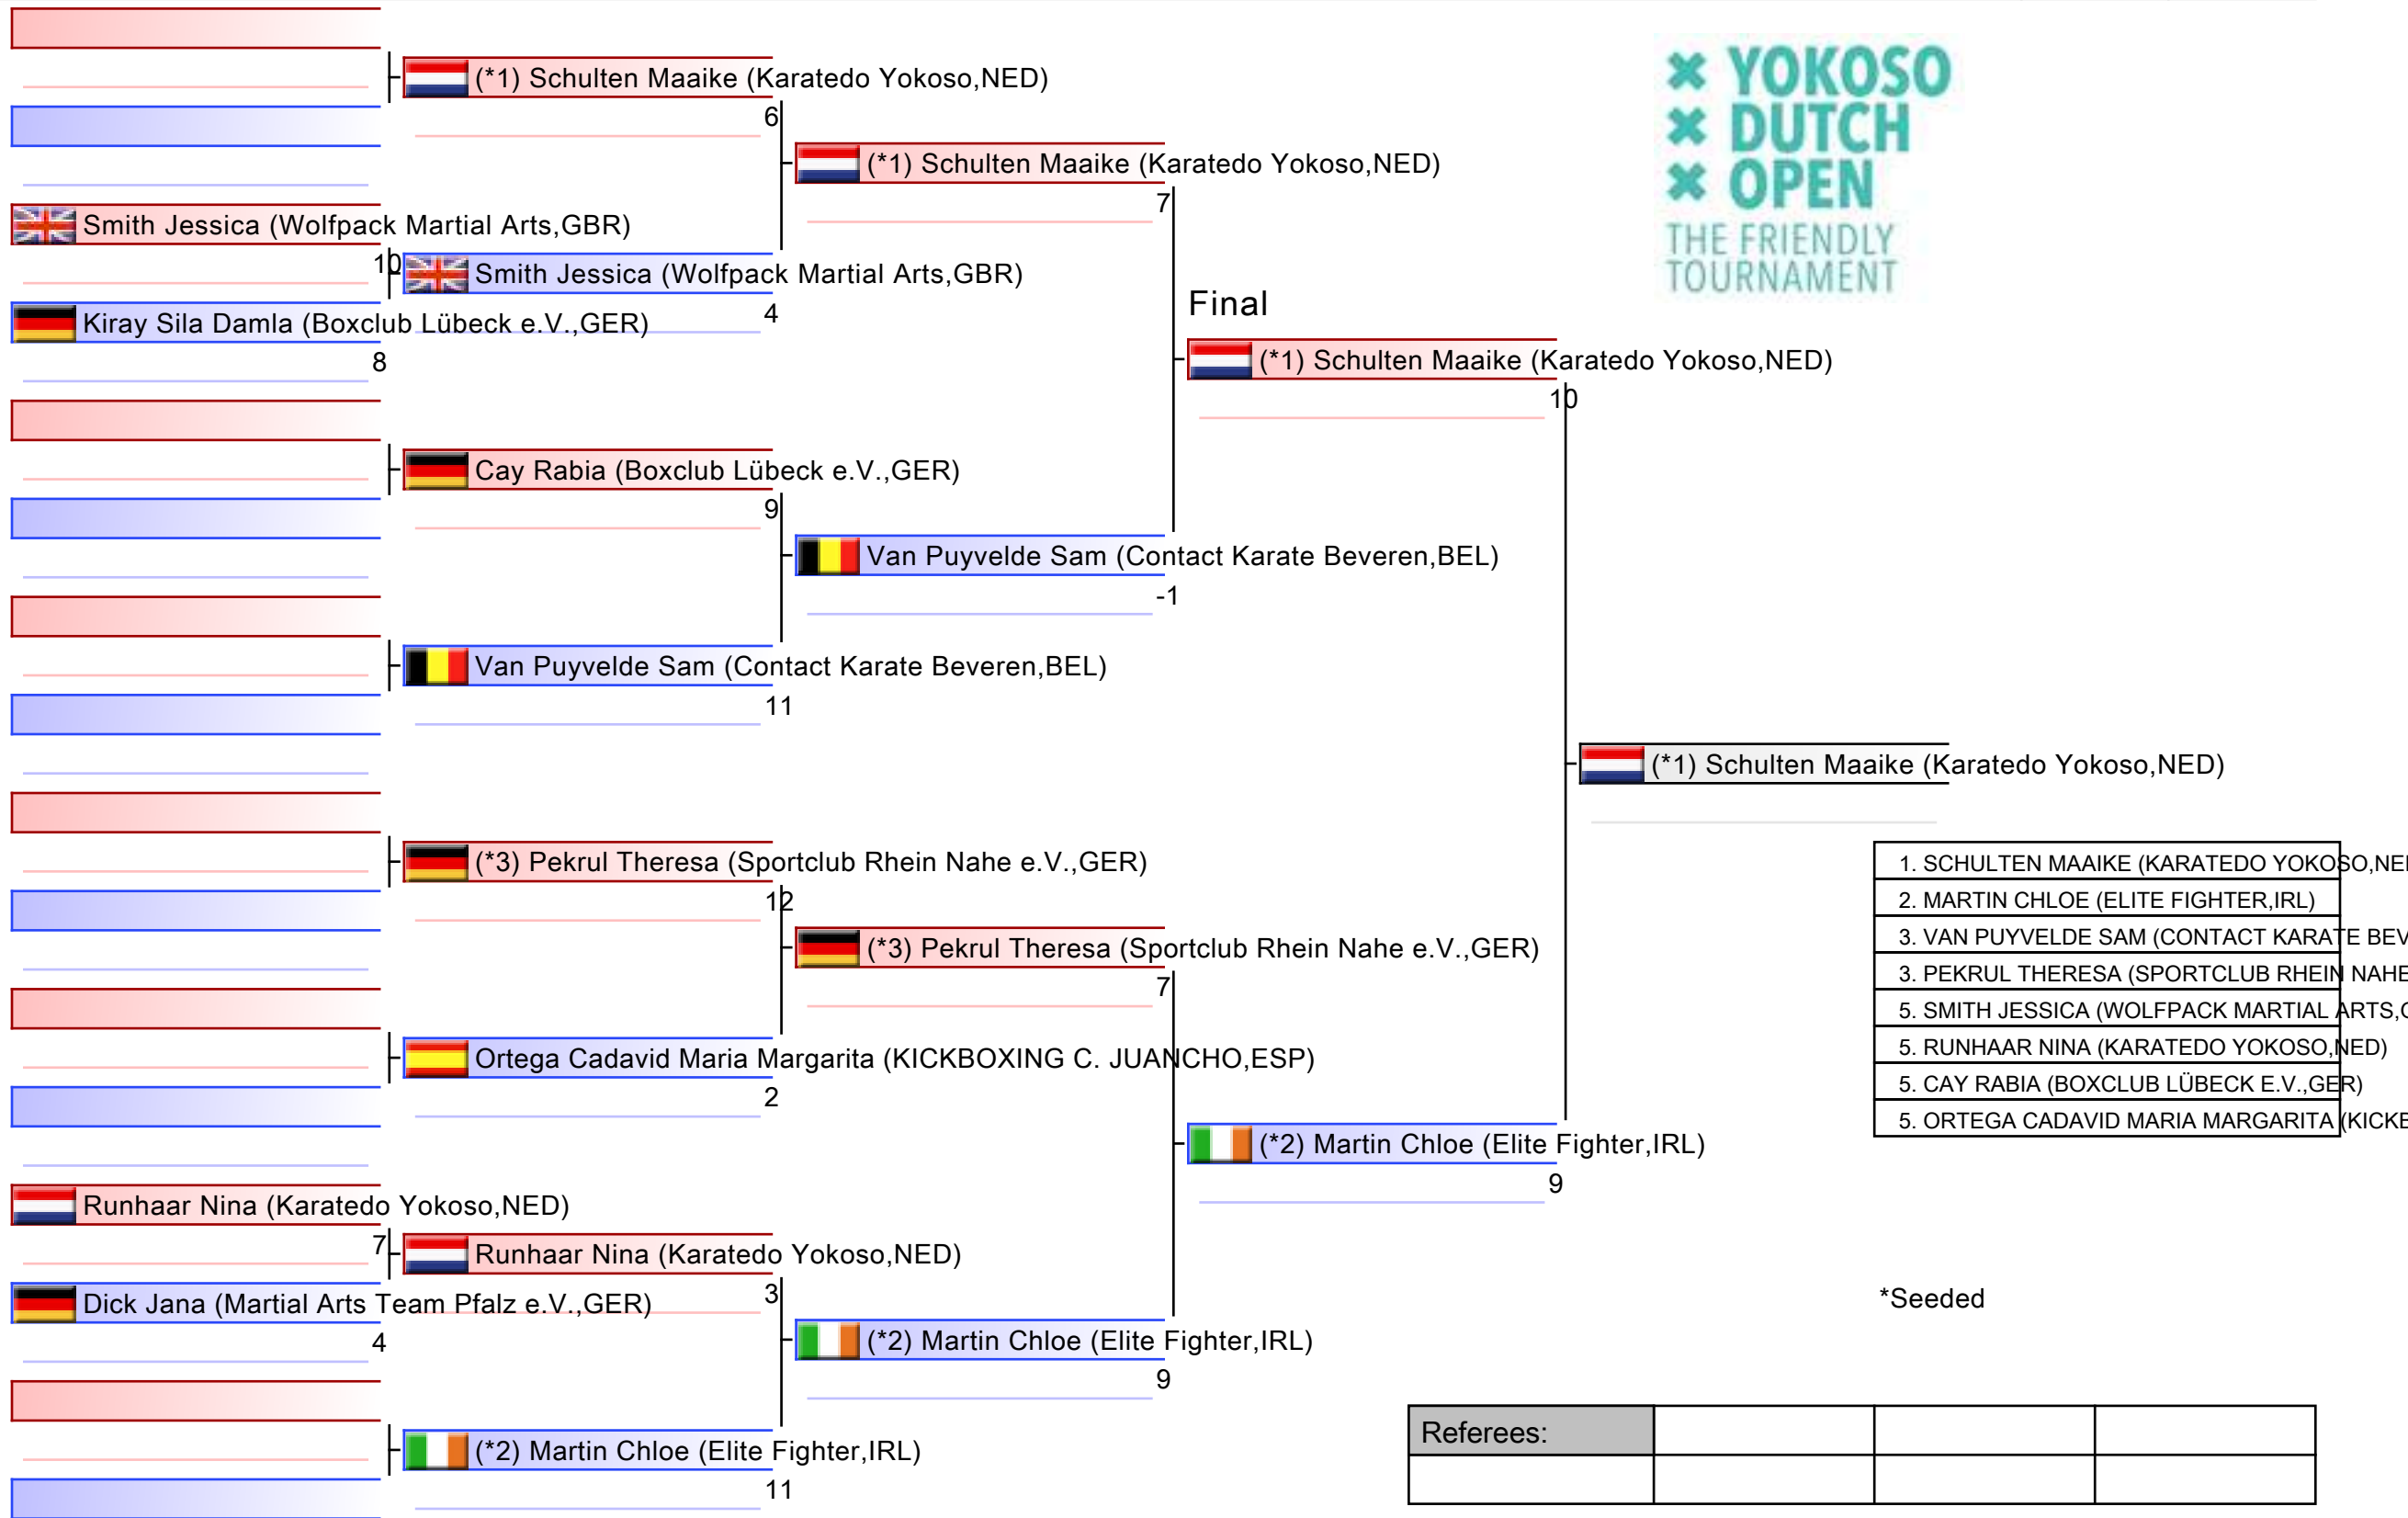 (*1) Schulten Maaike (Karatedo Yokoso,NED)
6
YOKOSO
DUTCH
OPEN
THE FRIENDLY
TOURNAMENT
(*1) Schulten Maaike (Karatedo Yokoso,NED)
7
Smith Jessica (Wolfpack Martial Arts,GBR)
10
Smith Jessica (Wolfpack Martial Arts,GBR)
4
Kiray Sila Damla (Boxclub Lübeck e.V.,GER)
8
Final
(*1) Schulten Maaike (Karatedo Yokoso,NED)
10
Cay Rabia (Boxclub Lübeck e.V.,GER)
9
Van Puyvelde Sam (Contact Karate Beveren,BEL)
-1
Van Puyvelde Sam (Contact Karate Beveren,BEL)
11
(*1) Schulten Maaike (Karatedo Yokoso,NED)
(*3) Pekrul Theresa (Sportclub Rhein Nahe e.V.,GER)
12
(*3) Pekrul Theresa (Sportclub Rhein Nahe e.V.,GER)
7
Ortega Cadavid Maria Margarita (KICKBOXING C. JUANCHO,ESP)
2
(*2) Martin Chloe (Elite Fighter,IRL)
9
1. SCHULTEN MAAIKE (KARATEDO YOKOSO,NE
2. MARTIN CHLOE (ELITE FIGHTER,IRL)
3. VAN PUYVELDE SAM (CONTACT KARATE BEV
3. PEKRUL THERESA (SPORTCLUB RHEIN NAHE
5. SMITH JESSICA (WOLFPACK MARTIAL ARTS,
5. RUNHAAR NINA (KARATEDO YOKOSO,NED)
5. CAY RABIA (BOXCLUB LÜBECK E.V.,GER)
5. ORTEGA CADAVID MARIA MARGARITA (KICKB
Runhaar Nina (Karatedo Yokoso,NED)
7
Runhaar Nina (Karatedo Yokoso,NED)
3
Dick Jana (Martial Arts Team Pfalz e.V.,GER)
4
(*2) Martin Chloe (Elite Fighter,IRL)
9
(*2) Martin Chloe (Elite Fighter,IRL)
11
*Seeded
Referees: